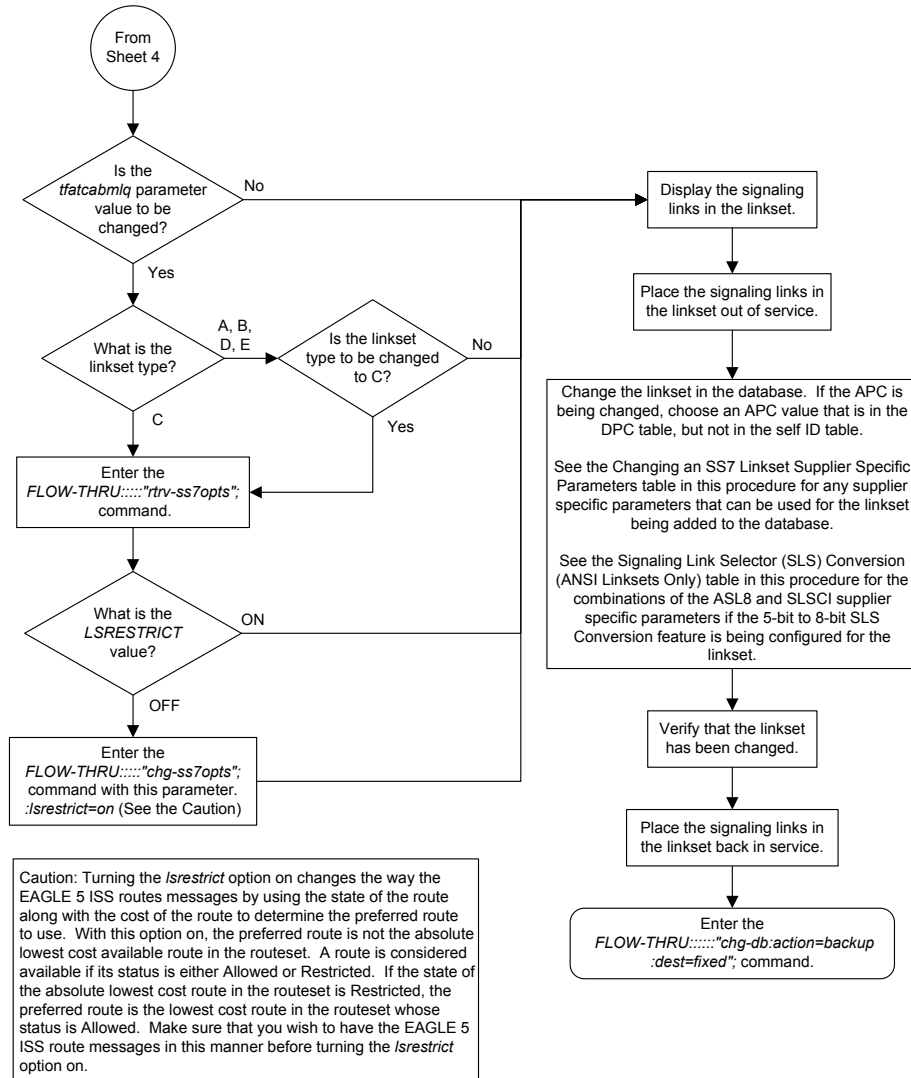 From
Sheet 4
Is the
tfatcabmlq parameter
value to be
changed?
No
Yes
What is the
linkset type?
A, B,
D, E
C
Is the linkset
type to be changed
to C?
No
Yes
Enter the
FLOW-THRU:::::"rtrv-ss7opts";
command.
What is the
LSRESTRICT
value?
ON
OFF
Enter the
FLOW-THRU:::::"chg-ss7opts";
command with this parameter.
:lsrestrict=on (See the Caution)
Caution: Turning the lsrestrict option on changes the way the
EAGLE 5 ISS routes messages by using the state of the route
along with the cost of the route to determine the preferred route
to use. With this option on, the preferred route is not the absolute
lowest cost available route in the routeset. A route is considered
available if its status is either Allowed or Restricted. If the state of
the absolute lowest cost route in the routeset is Restricted, the
preferred route is the lowest cost route in the routeset whose
status is Allowed. Make sure that you wish to have the EAGLE 5
ISS route messages in this manner before turning the lsrestrict
option on.
Display the signaling
links in the linkset.
Place the signaling links in
the linkset out of service.
Change the linkset in the database. If the APC is
being changed, choose an APC value that is in the
DPC table, but not in the self ID table.
See the Changing an SS7 Linkset Supplier Specific
Parameters table in this procedure for any supplier
specific parameters that can be used for the linkset
being added to the database.
See the Signaling Link Selector (SLS) Conversion
(ANSI Linksets Only) table in this procedure for the
combinations of the ASL8 and SLSCI supplier
specific parameters if the 5-bit to 8-bit SLS
Conversion feature is being configured for the
linkset.
Verify that the linkset
has been changed.
Place the signaling links in
the linkset back in service.
Enter the
FLOW-THRU::::::"chg-db:action=backup
:dest=fixed"; command.